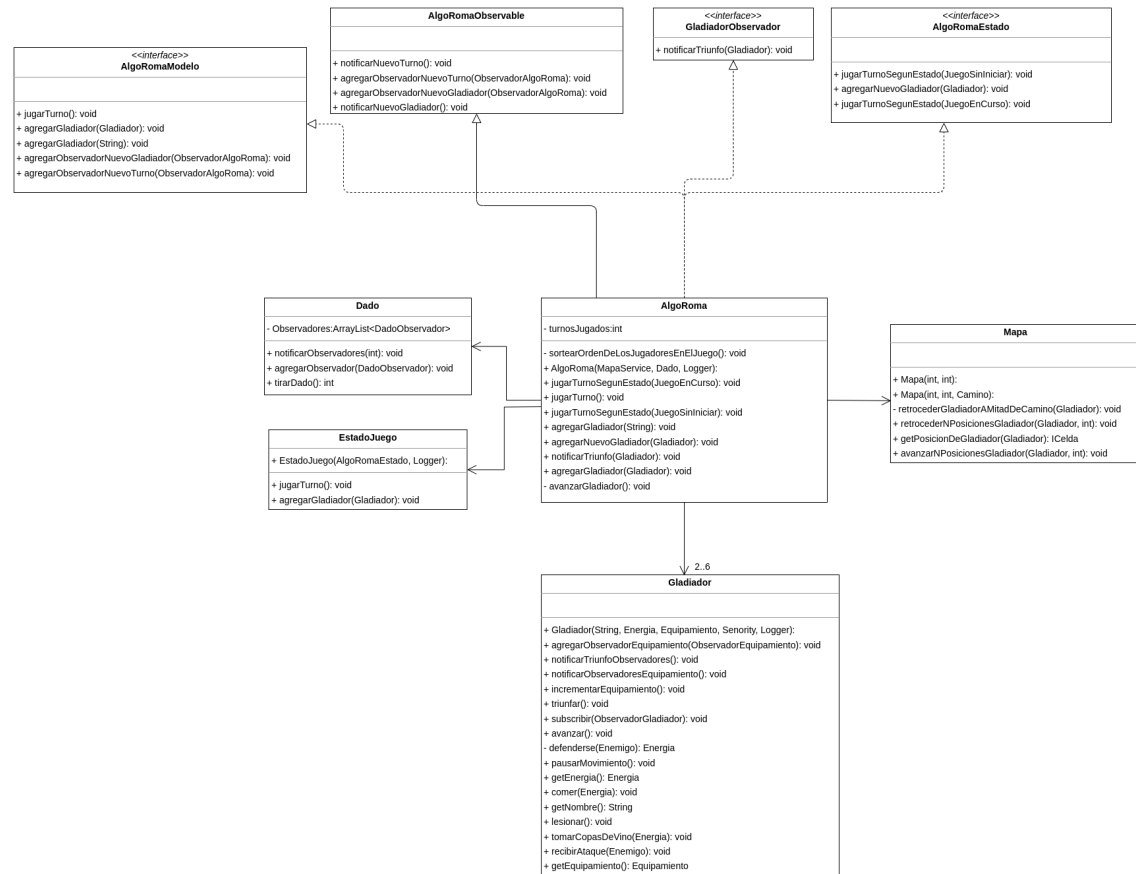 <<interface>>
AlgoRomaModelo
+ jugarTurno(): void
+ agregarGladiador(Gladiador): void
+ agregarGladiador(String): void
+ agregarObservadorNuevoGladiador(ObservadorAlgoRoma): void
+ agregarObservadorNuevoTurno(ObservadorAlgoRoma): void
AlgoRomaObservable
+ notificarNuevoTurno(): void
+ agregarObservadorNuevoTurno(ObservadorAlgoRoma): void
+ agregarObservadorNuevoGladiador(ObservadorAlgoRoma): void
+ notificarNuevoGladiador(): void
<<interface>>
GladiadorObservador
+ notificarTriunfo(Gladiador): void
<<interface>>
AlgoRomaEstado
+ jugarTurnoSegunEstado(JuegoSinIniciar): void
+ agregarNuevoGladiador(Gladiador): void
+ jugarTurnoSegunEstado(JuegoEnCurso): void
Dado
- Observadores:ArrayList<DadoObservador>
+ notificarObservadores(int): void
+ agregarObservador(DadoObservador): void
+ tirarDado(): int
EstadoJuego
+ EstadoJuego(AlgoRomaEstado, Logger):
+ jugarTurno(): void
+ agregarGladiador(Gladiador): void
AlgoRoma
- turnosJugados:int
- sortearOrdenDeLosJugadoresEnElJuego(): void
+ AlgoRoma(MapaService, Dado, Logger):
+ jugarTurnoSegunEstado(JuegoEnCurso): void
+ jugarTurno(): void
+ jugarTurnoSegunEstado(JuegoSinIniciar): void
+ agregarGladiador(String): void
+ agregarNuevoGladiador(Gladiador): void
+ notificarTriunfo(Gladiador): void
+ agregarGladiador(Gladiador): void
- avanzarGladiador(): void
Mapa
+ Mapa(int, int):
+ Mapa(int, int, Camino):
- retrocederGladiadorAMitadDeCamino(Gladiador): void
+ retrocederNPosicionesGladiador(Gladiador, int): void
+ getPosicionDeGladiador(Gladiador): ICelda
+ avanzarNPosicionesGladiador(Gladiador, int): void
2..6
Gladiador
+ Gladiador(String, Energia, Equipamiento, Senority, Logger):
+ agregarObservadorEquipamiento(ObservadorEquipamiento): void
+ notificarTriunfoObservadores(): void
+ notificarObservadoresEquipamiento(): void
+ incrementarEquipamiento(): void
+ triunfar(): void
+ subscribir(ObservadorGladiador): void
+ avanzar(): void
- defenderse(Enemigo): Energia
+ pausarMovimiento(): void
+ getEnergia(): Energia
+ comer(Energia): void
+ getNombre(): String
+ lesionar(): void
+ tomarCopasDeVino(Energia): void
+ recibirAtaque(Enemigo): void
+ getEquipamiento(): Equipamiento